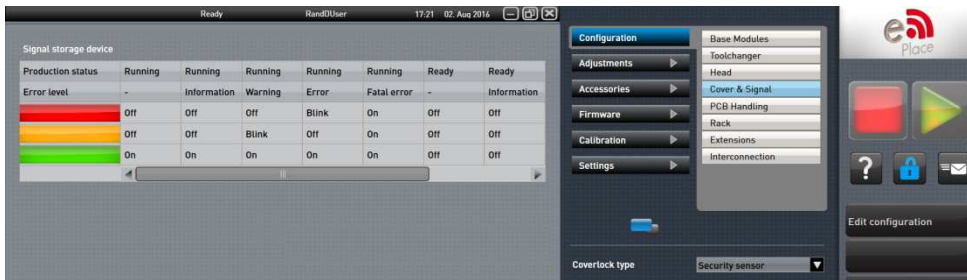 Ready RandDUser 17:21 02. Aug 2016
Signal storage device
Production status Running Running Running Running Running Ready Ready
Error level - Information Warning Error Fatal error - Information
Off Off Off Blink On Off Off
Off Off Blink Off On Off Off
On On On On On Off Off
Configuration
Adjustments
Accessories
Firmware
Calibration
Settings
Base Modules
Toolchanger
Head
Cover & Signal
PCB Handling
Rack
Extensions
Interconnection
Coverlock type Security sensor
e
Place
?
Edit configuration